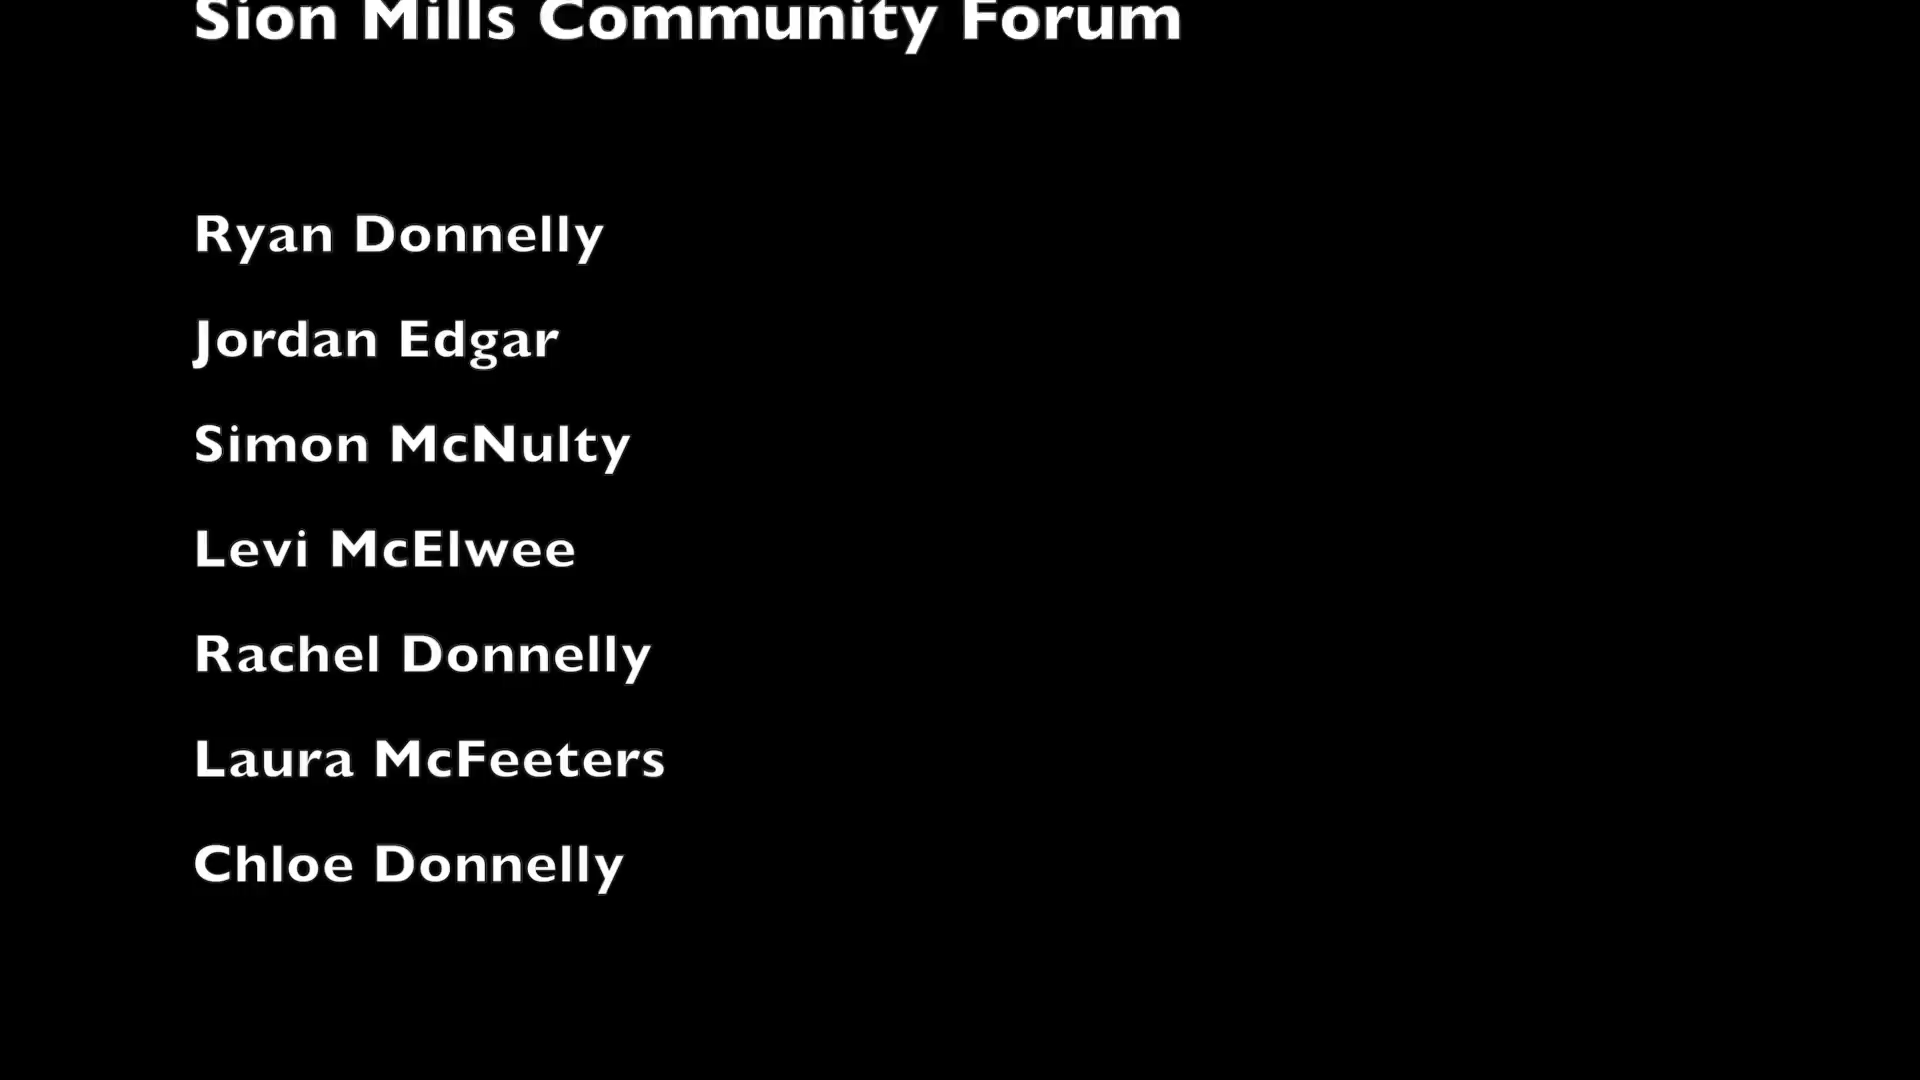 Sion Mills Community Forum
Ryan Donnelly
Jordan Edgar
Simon McNulty
Levi McElwee
Rachel Donnelly
Laura McFeeters
Chloe Donnelly